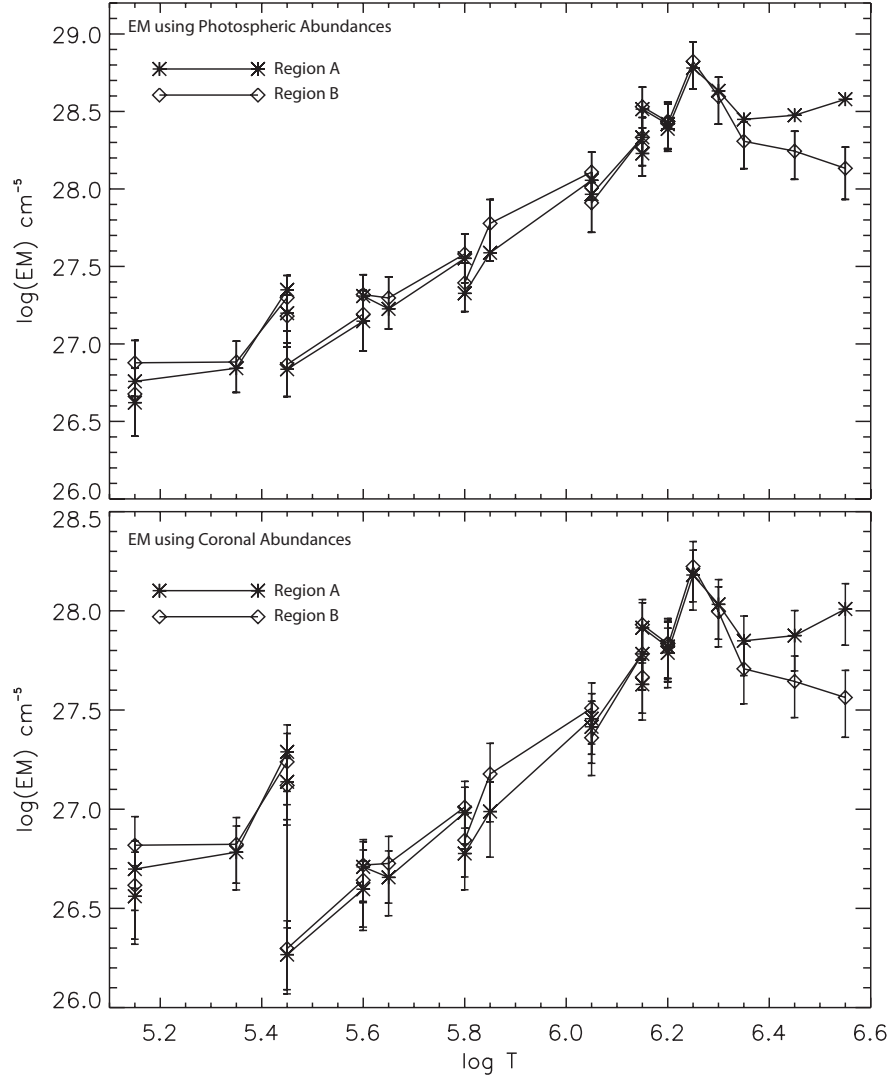 EM using Photospheric Abundances
Region A
Region B
29.0
28.5
28.0
27.5
27.0
26.5
26.0
log(EM) cm⁻⁵
EM using Coronal Abundances
Region A
Region B
28.5
28.0
27.5
27.0
26.5
26.0
log(EM) cm⁻⁵
5.2 5.4 5.6 5.8 6.0 6.2 6.4 6.6
log T